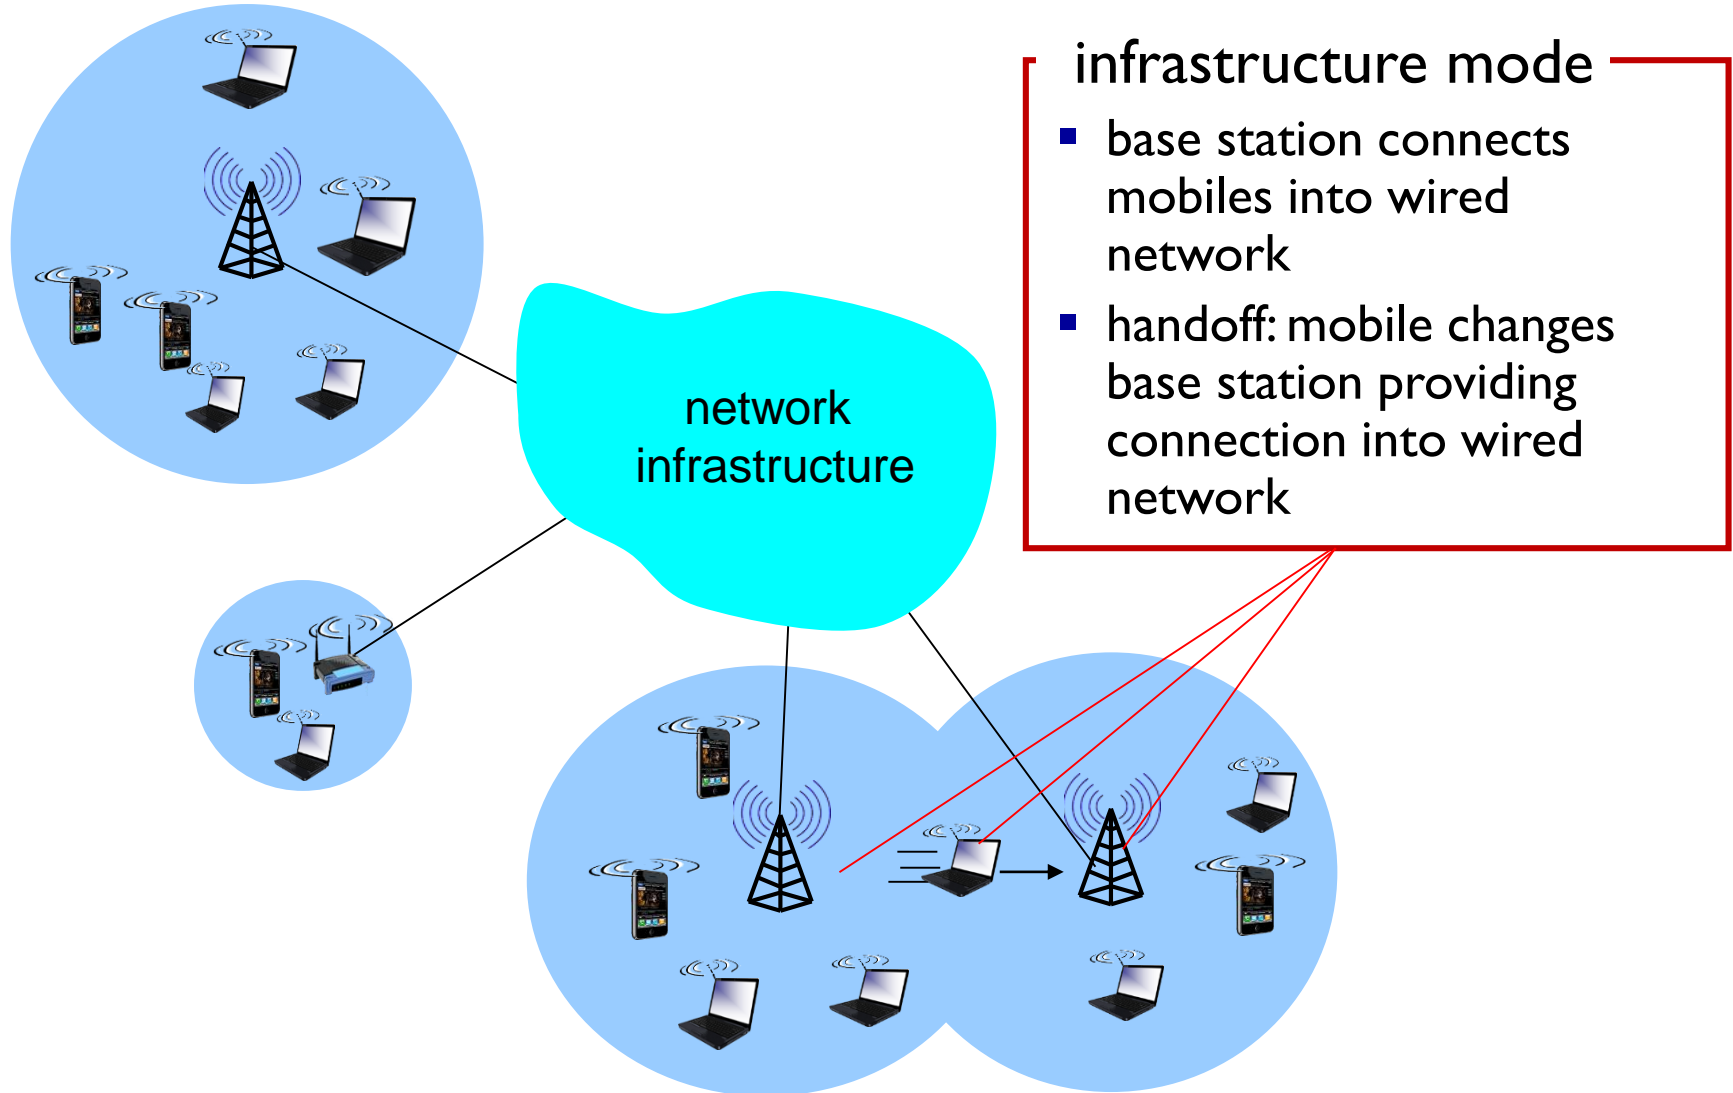 infrastructure mode
▪ base station connects
mobiles into wired
network
▪ handoff: mobile changes
base station providing
connection into wired
network
network
infrastructure